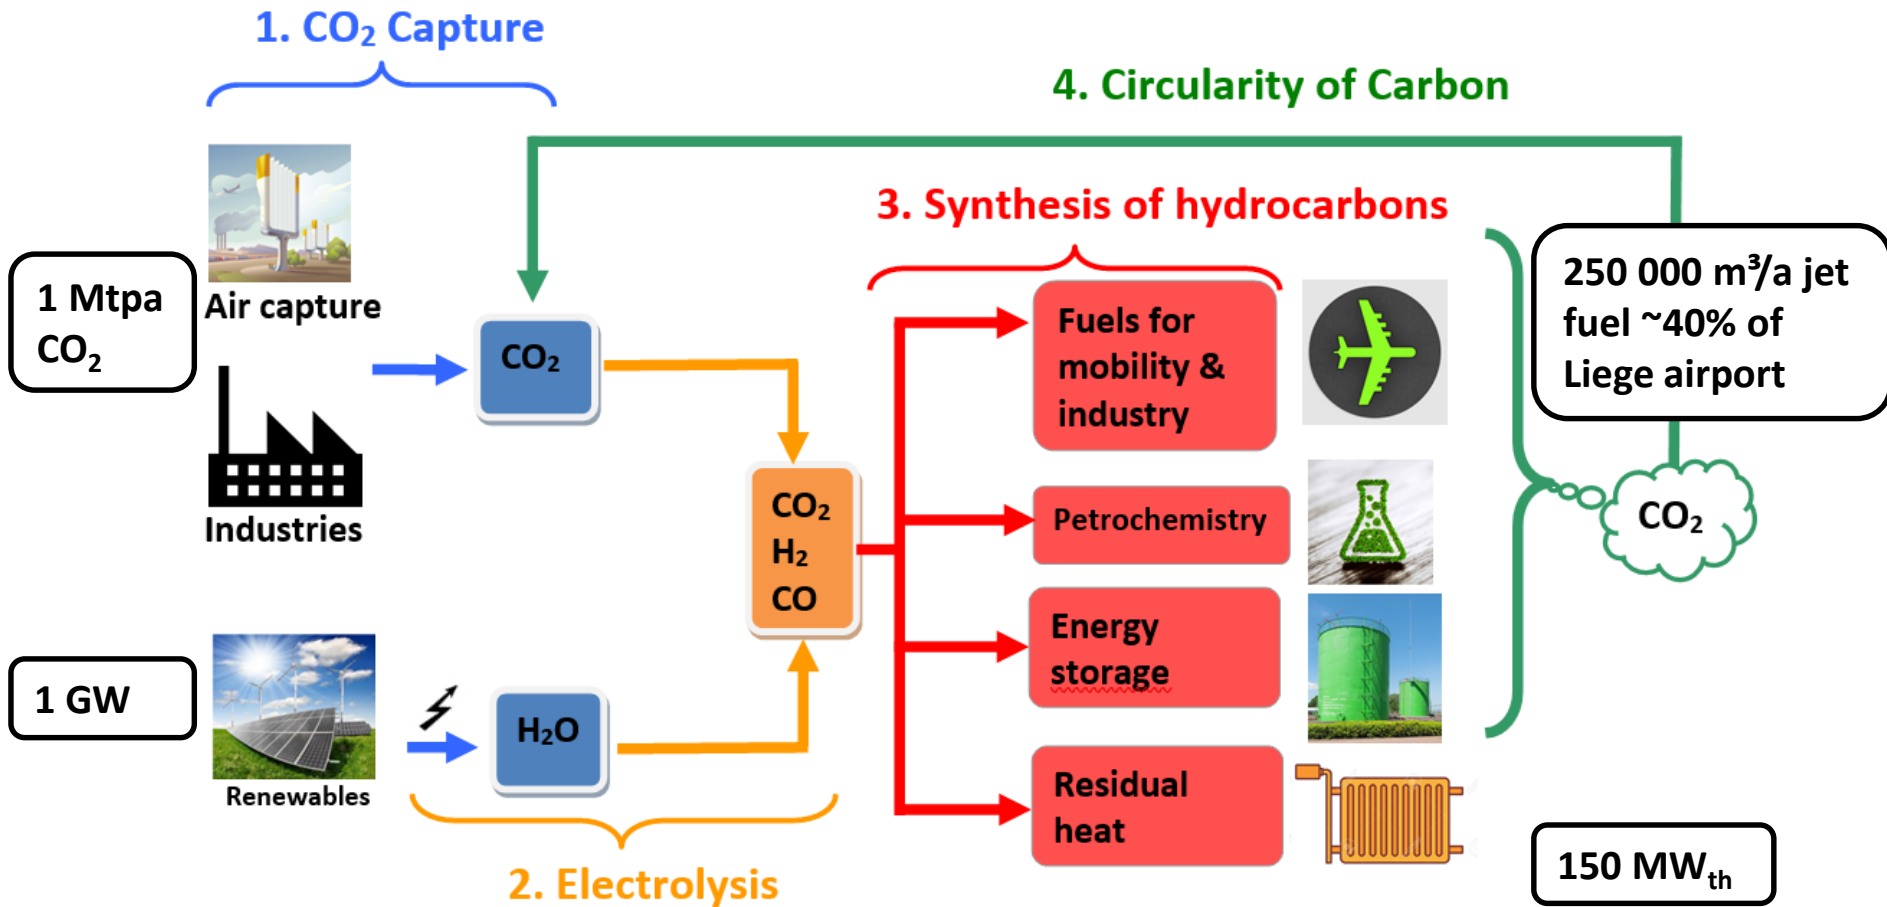 1. CO₂ Capture
4. Circularity of Carbon
3. Synthesis of hydrocarbons
1 Mtpa
CO₂
Air capture
Industries
CO₂
CO₂
H₂
CO
Fuels for
mobility &
industry
Petrochemistry
Energy
storage
Residual
heat
250 000 m³/a jet
fuel ~40% of
Liege airport
CO₂
1 GW
Renewables
H₂O
2. Electrolysis
150 MWₜₕ